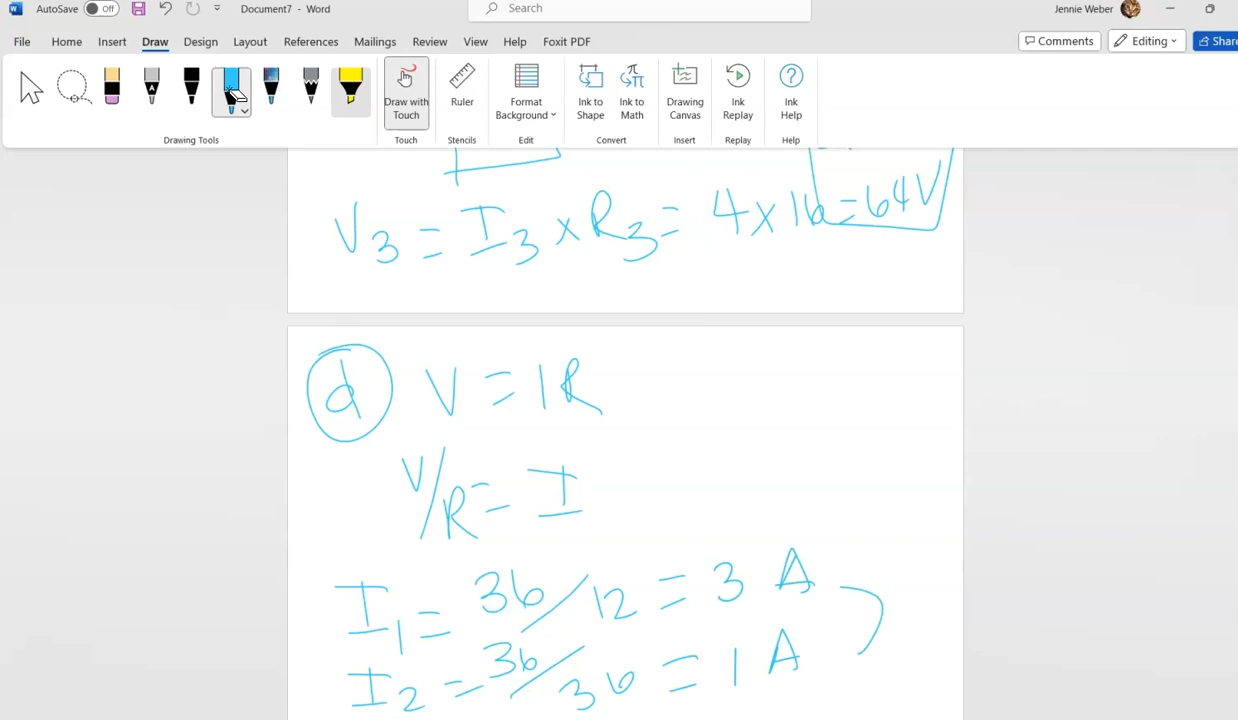 AutoSave Off Document7 - Word Search Jennie Weber
File Home Insert Draw Design Layout References Mailings Review View Help Foxit PDF Comments Editing Share
Draw with Touch Ruler Format Background Ink to Shape Ink to Math Drawing Canvas Ink Replay Ink Help
Drawing Tools Touch Stencils Edit Convert Insert Replay Help
V3 = I3 x R3 = 4 x 16 = 64 V
d V = IR
V/R = I
I1 = 36/12 = 3 A
I2 = 36/36 = 1 A